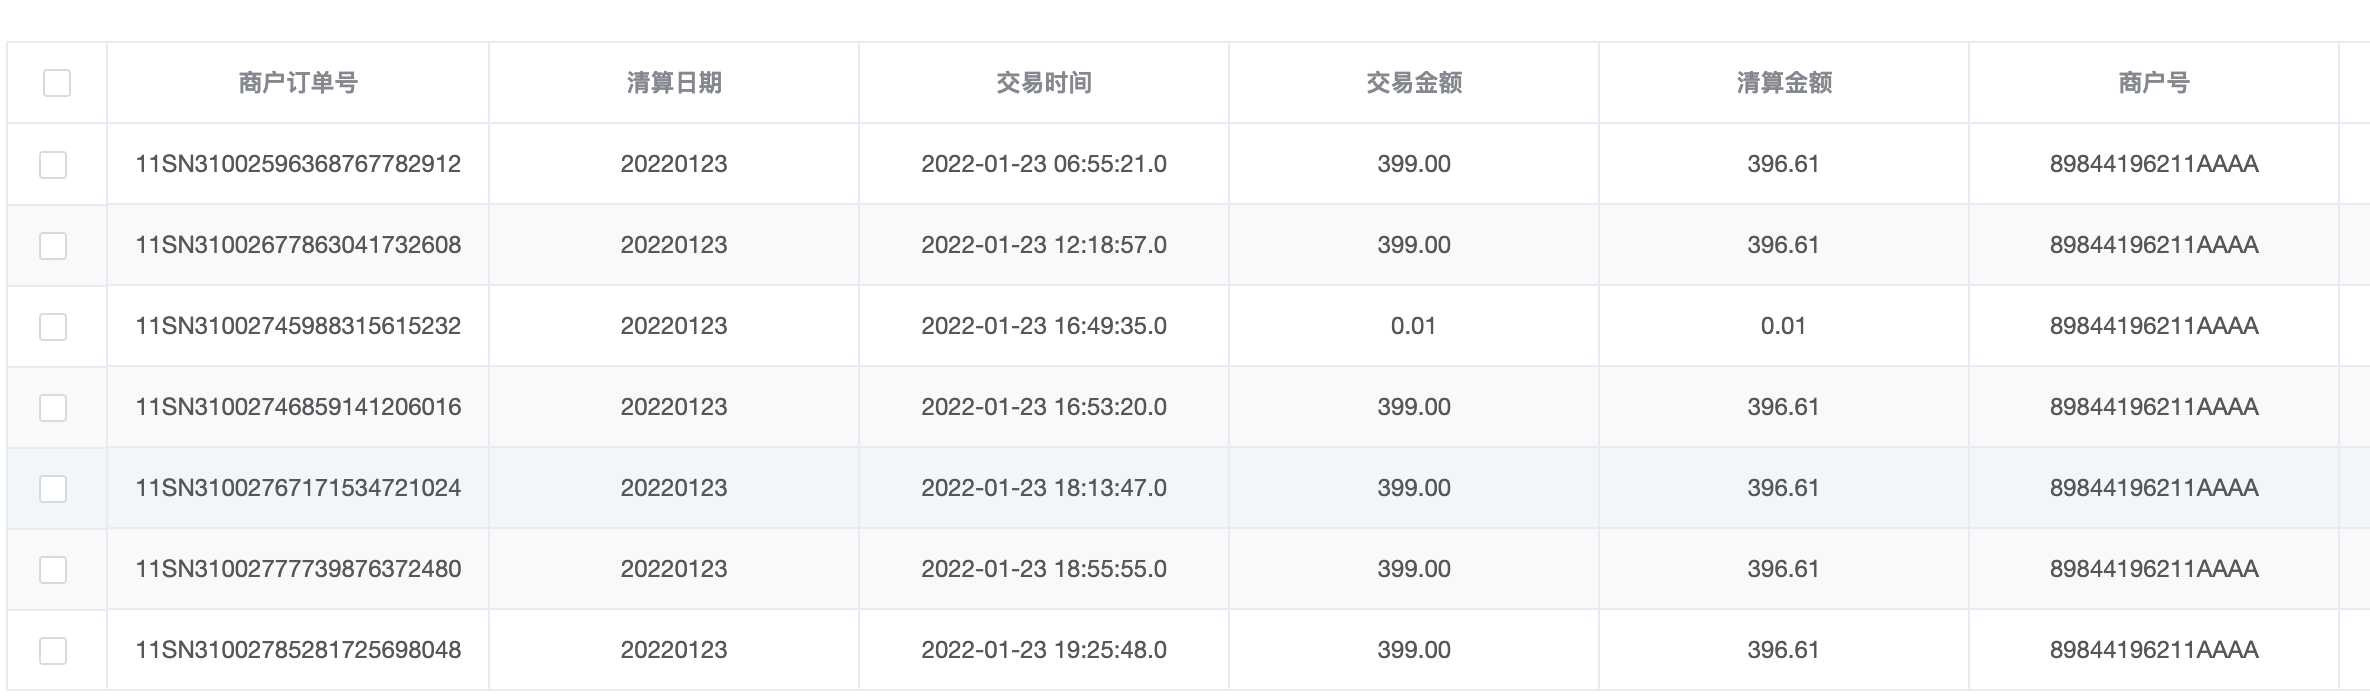 商户订单号 清算日期 交易时间 交易金额 清算金额 商户号
11SN31002596368767782912 20220123 2022-01-23 06:55:21.0 399.00 396.61 89844196211AAAA
11SN31002677863041732608 20220123 2022-01-23 12:18:57.0 399.00 396.61 89844196211AAAA
11SN31002745988315615232 20220123 2022-01-23 16:49:35.0 0.01 0.01 89844196211AAAA
11SN31002746859141206016 20220123 2022-01-23 16:53:20.0 399.00 396.61 89844196211AAAA
11SN31002767171534721024 20220123 2022-01-23 18:13:47.0 399.00 396.61 89844196211AAAA
11SN31002777739876372480 20220123 2022-01-23 18:55:55.0 399.00 396.61 89844196211AAAA
11SN31002785281725698048 20220123 2022-01-23 19:25:48.0 399.00 396.61 89844196211AAAA